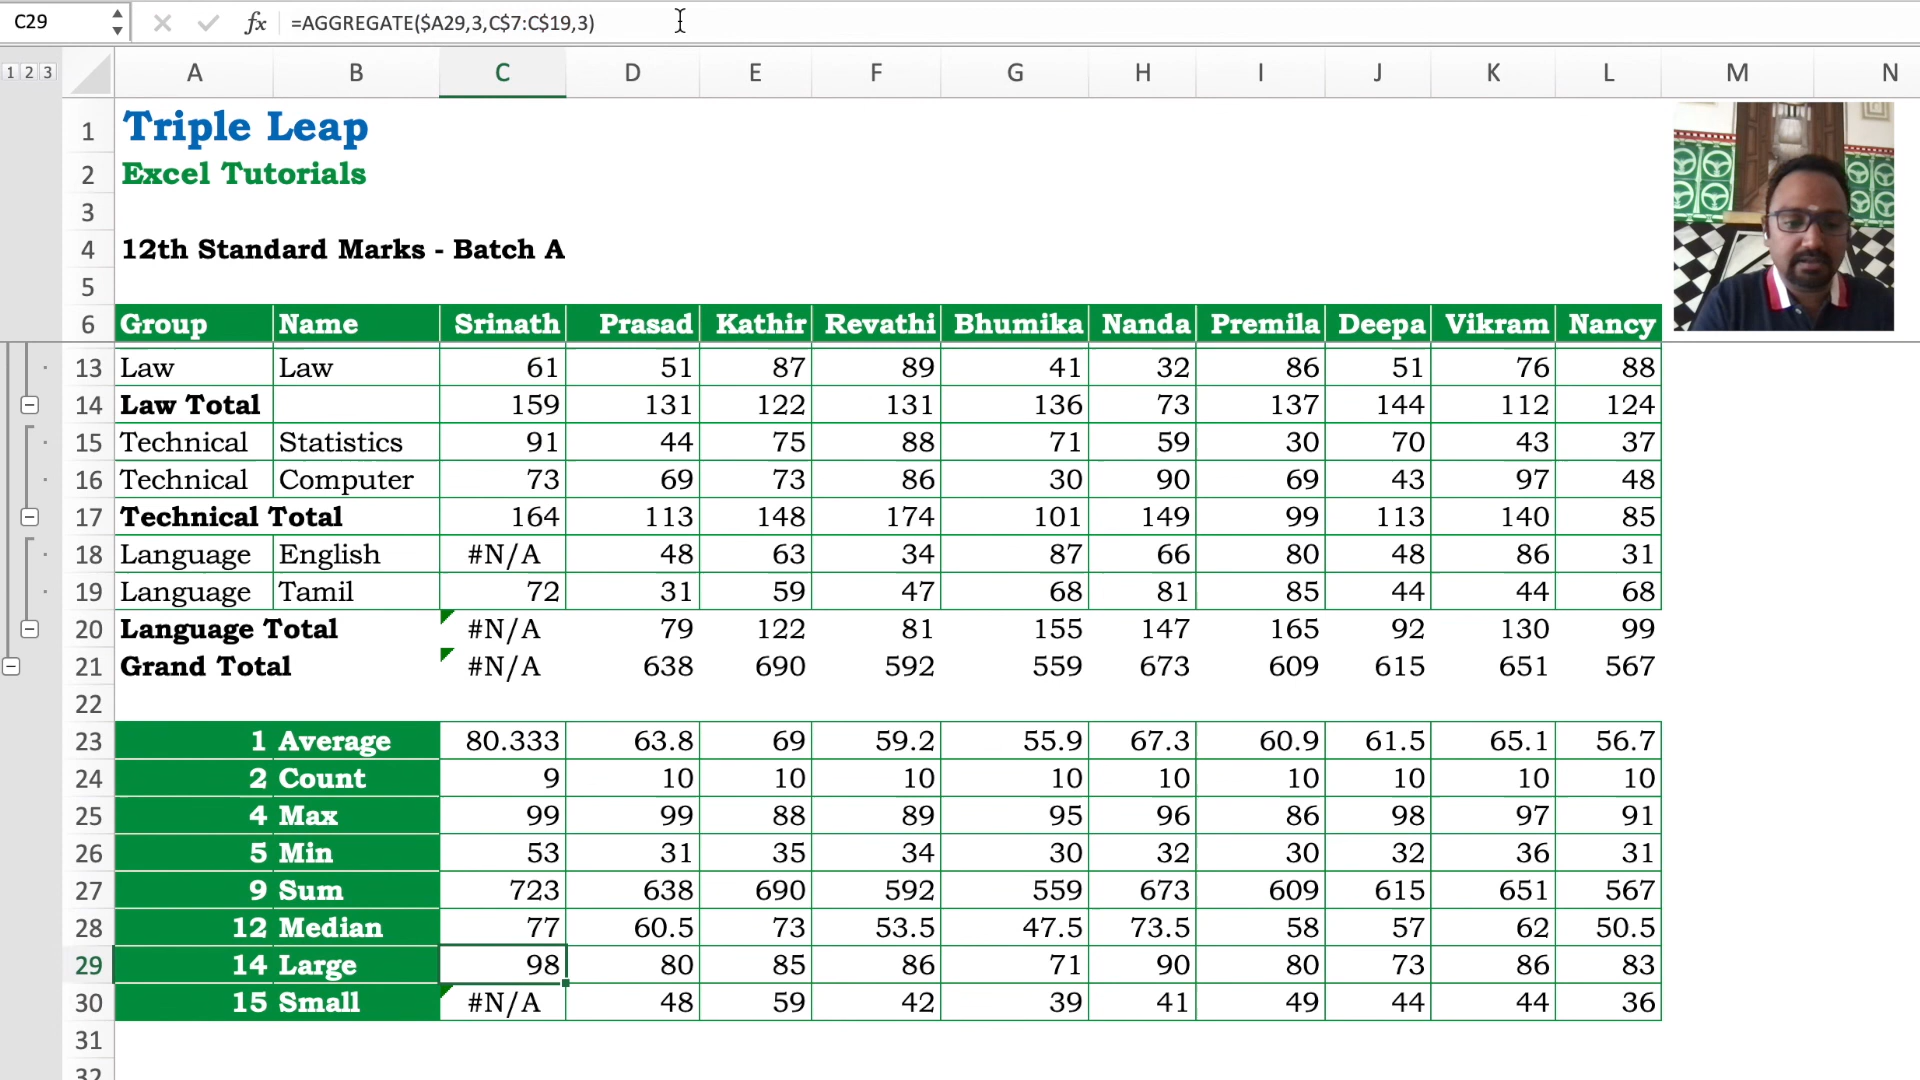 C29 fx =AGGREGATE($A29,3,C$7:C$19,3)
1 2 3 A B C D E F G H I J K L M N
1 Triple Leap
2 Excel Tutorials
3
4 12th Standard Marks - Batch A
5
6 Group Name Srinath Prasad Kathir Revathi Bhumika Nanda Premila Deepa Vikram Nancy
13 Law Law 61 51 87 89 41 32 86 51 76 88
14 Law Total 159 131 122 131 136 73 137 144 112 124
15 Technical Statistics 91 44 75 88 71 59 30 70 43 37
16 Technical Computer 73 69 73 86 30 90 69 43 97 48
17 Technical Total 164 113 148 174 101 149 99 113 140 85
18 Language English #N/A 48 63 34 87 66 80 48 86 31
19 Language Tamil 72 31 59 47 68 81 85 44 44 68
20 Language Total #N/A 79 122 81 155 147 165 92 130 99
21 Grand Total #N/A 638 690 592 559 673 609 615 651 567
22
23 1 Average 80.333 63.8 69 59.2 55.9 67.3 60.9 61.5 65.1 56.7
24 2 Count 9 10 10 10 10 10 10 10 10 10
25 4 Max 99 99 88 89 95 96 86 98 97 91
26 5 Min 53 31 35 34 30 32 30 32 36 31
27 9 Sum 723 638 690 592 559 673 609 615 651 567
28 12 Median 77 60.5 73 53.5 47.5 73.5 58 57 62 50.5
29 14 Large 98 80 85 86 71 90 80 73 86 83
30 15 Small #N/A 48 59 42 39 41 49 44 44 36
31
32